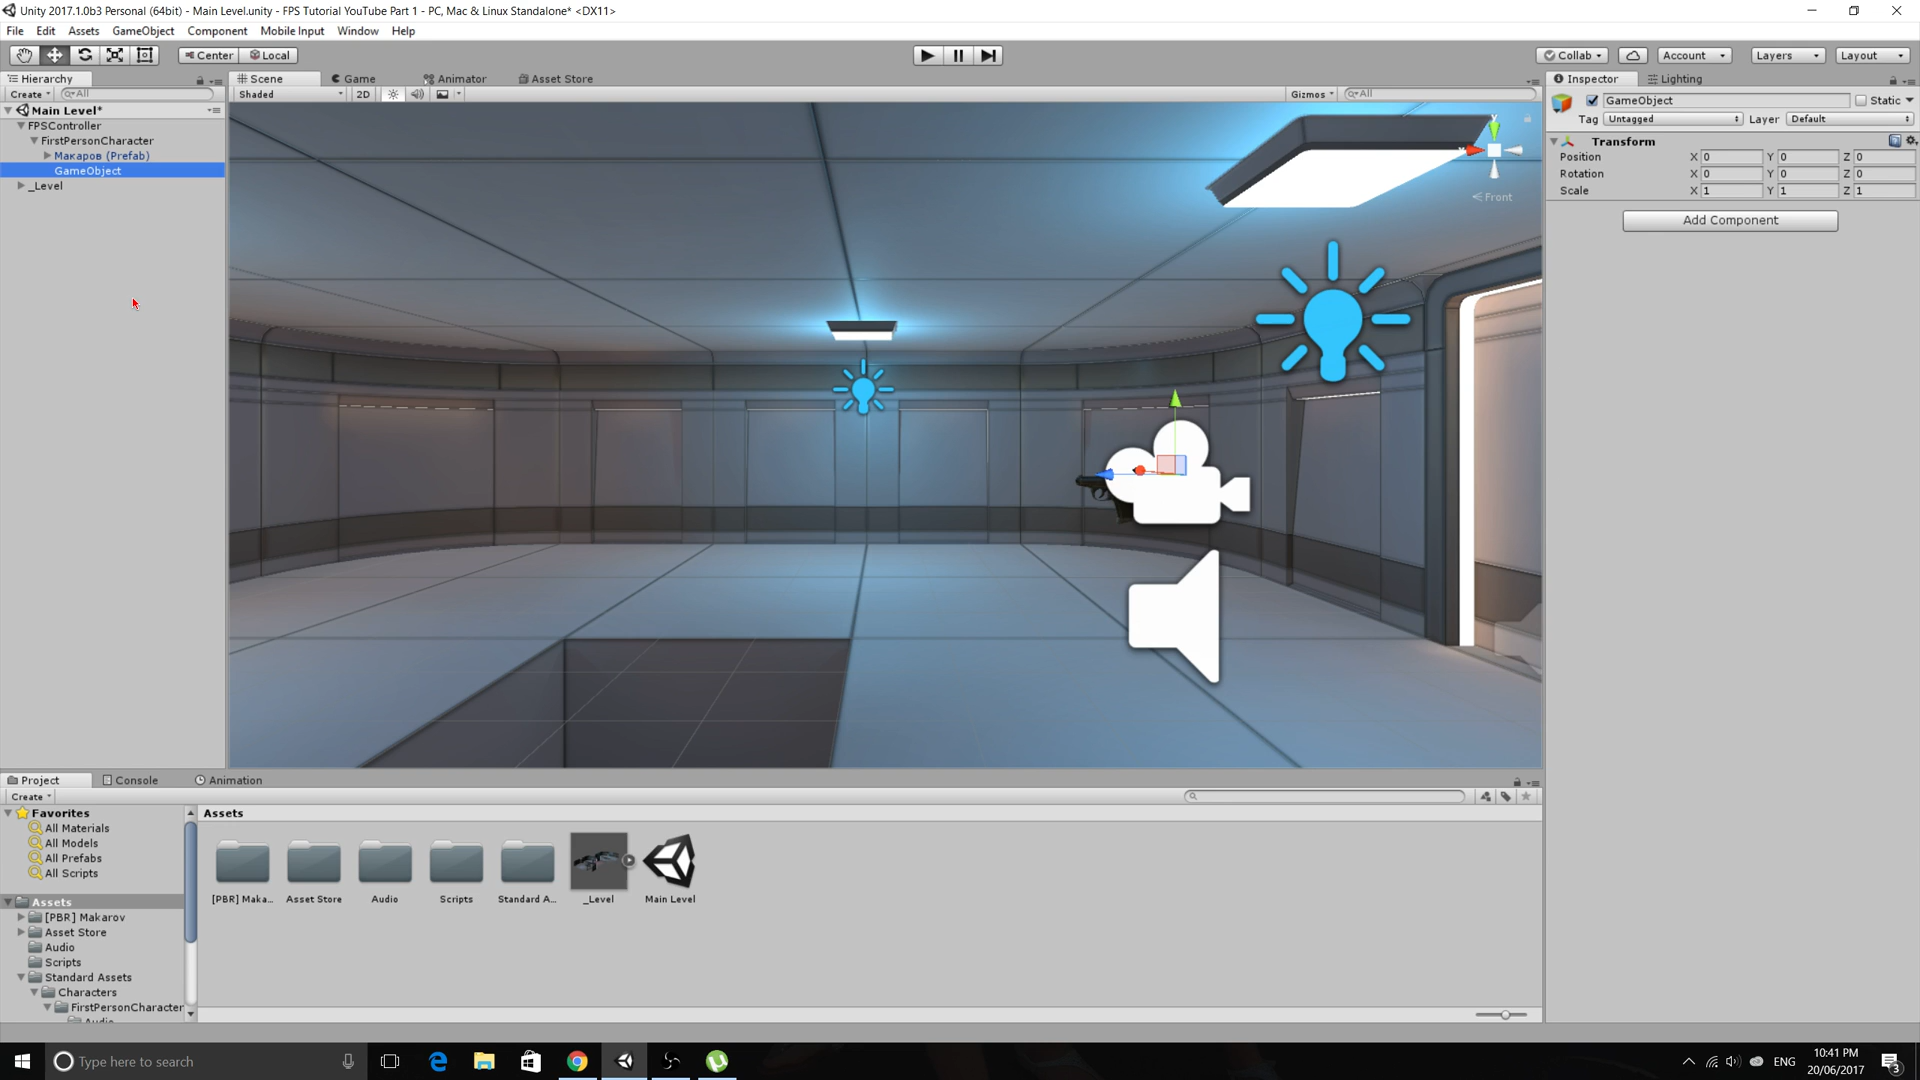 Unity 2017.1.0b3 Personal (64bit) - Main Level.unity - FPS Tutorial YouTube Part 1 - PC, Mac & Linux Standalone* <DX11>
File Edit Assets GameObject Component Mobile Input Window Help
Center Local Collab Account Layers Layout
Hierarchy Scene Game Animator Asset Store Inspector Lighting
Create All Shaded 2D Gizmos All
GameObject Static
Tag Untagged Layer Default
Main Level*
FPSController
FirstPersonCharacter
Макаров (Prefab)
GameObject
_Level
y
Front
Transform
Position X 0 Y 0 Z 0
Rotation X 0 Y 0 Z 0
Scale X 1 Y 1 Z 1
Add Component
Project Console Animation
Create
Favorites
All Materials
All Models
All Prefabs
All Scripts
Assets
[PBR] Makarov
Asset Store
Audio
Scripts
Standard Assets
Characters
FirstPersonCharacter
Audio
Assets
[PBR] Maka... Asset Store Audio Scripts Standard A... _Level Main Level
Type here to search
ENG
10:41 PM
20/06/2017
3